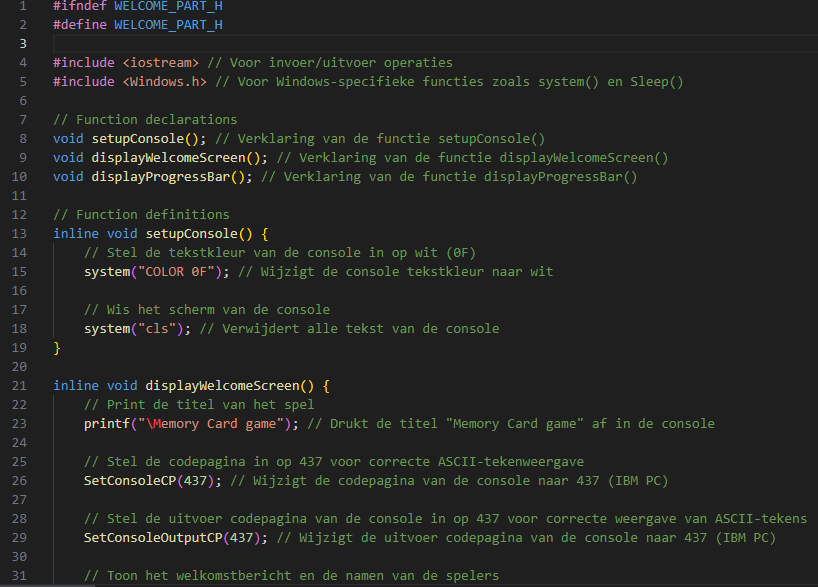 1 #ifndef WELCOME_PART_H
2 #define WELCOME_PART_H
3
4 #include <iostream> // Voor invoer/uitvoer operaties
5 #include <Windows.h> // Voor Windows-specifieke functies zoals system() en Sleep()
6
7 // Function declarations
8 void setupConsole(); // Verklaring van de functie setupConsole()
9 void displayWelcomeScreen(); // Verklaring van de functie displayWelcomeScreen()
10 void displayProgressBar(); // Verklaring van de functie displayProgressBar()
11
12 // Function definitions
13 inline void setupConsole() {
14 // Stel de tekstkleur van de console in op wit (0F)
15 system("COLOR 0F"); // Wijzigt de console tekstkleur naar wit
16
17 // Wis het scherm van de console
18 system("cls"); // Verwijdert alle tekst van de console
19 }
20
21 inline void displayWelcomeScreen() {
22 // Print de titel van het spel
23 printf("\Memory Card game"); // Drukt de titel "Memory Card game" af in de console
24
25 // Stel de codepagina in op 437 voor correcte ASCII-tekenweergave
26 SetConsoleCP(437); // Wijzigt de codepagina van de console naar 437 (IBM PC)
27
28 // Stel de uitvoer codepagina van de console in op 437 voor correcte weergave van ASCII-tekens
29 SetConsoleOutputCP(437); // Wijzigt de uitvoer codepagina van de console naar 437 (IBM PC)
30
31 // Toon het welkomstbericht en de namen van de spelers